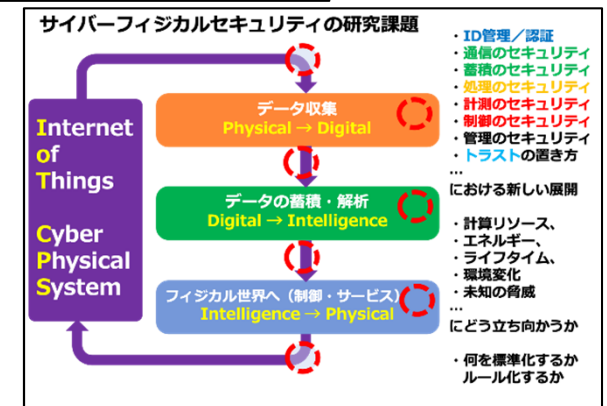 サイバーフィジカルセキュリティの研究課題
Internet
of
Things
Cyber
Physical
System
データ収集
Physical → Digital
データの蓄積・解析
Digital → Intelligence
フィジカル世界へ（制御・サービス）
Intelligence → Physical
・ID管理／認証
・通信のセキュリティ
・蓄積のセキュリティ
・処理のセキュリティ
・計測のセキュリティ
・制御のセキュリティ
・管理のセキュリティ
・トラストの置き方
…
における新しい展開
・計算リソース、
・エネルギー、
・ライフタイム、
・環境変化
・未知の脅威
…
にどう立ち向かうか
・何を標準化するか
ルール化するか